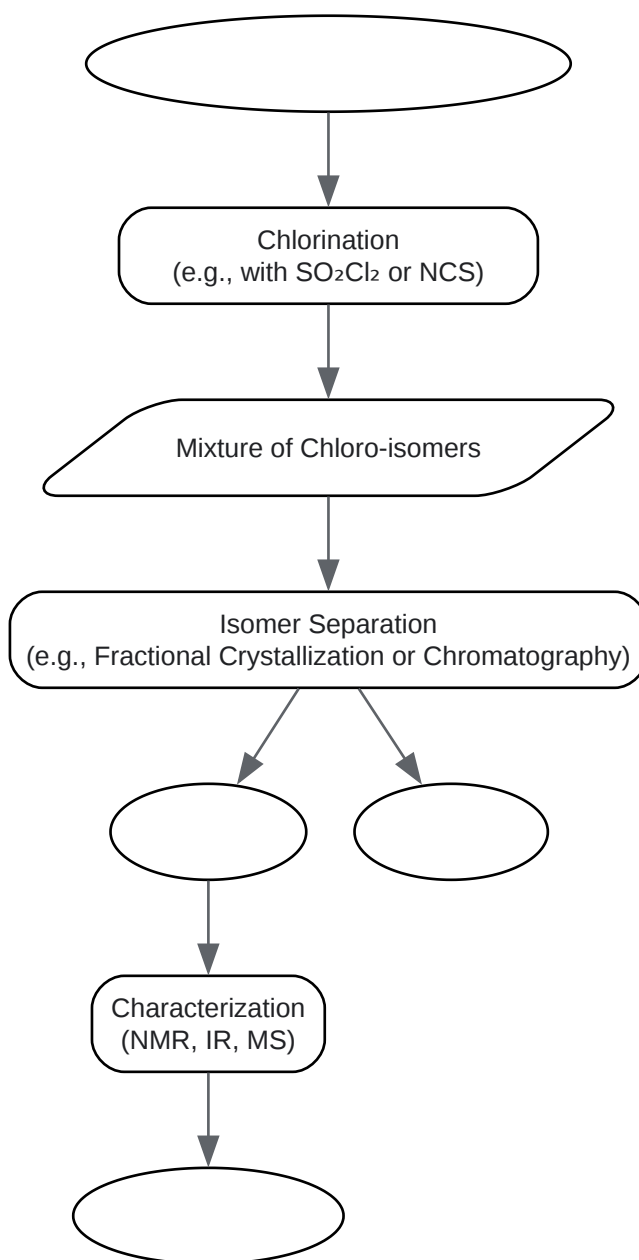 Chlorination
(e.g., with SO₂Cl₂ or NCS)
Mixture of Chloro-isomers
Isomer Separation
(e.g., Fractional Crystallization or Chromatography)
Characterization
(NMR, IR, MS)